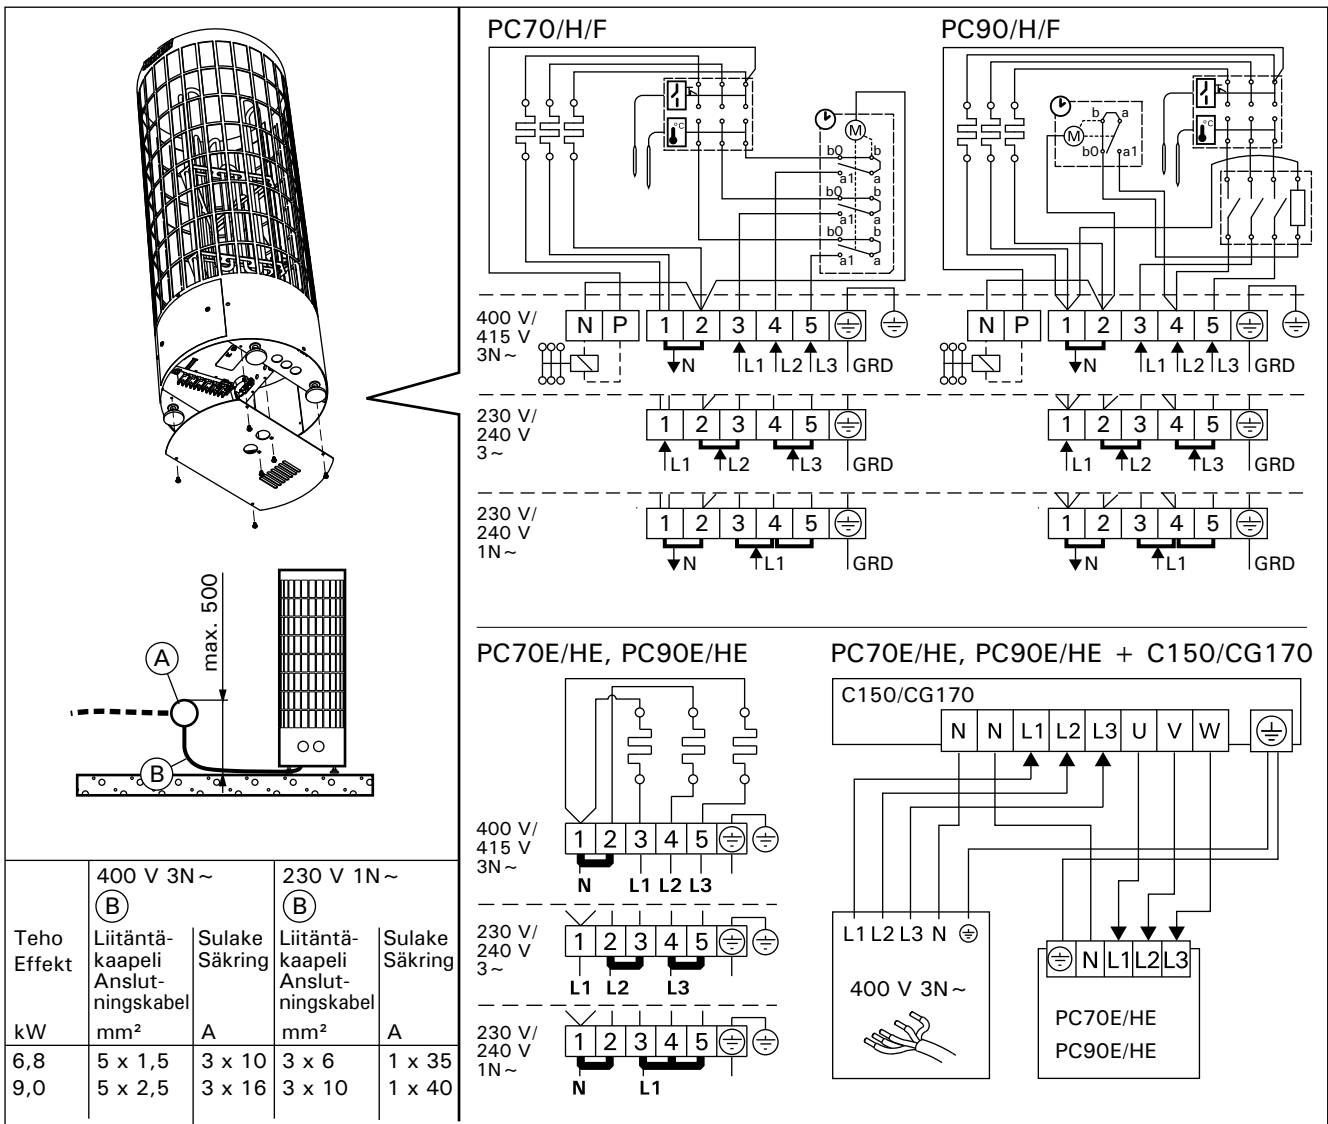 PC70/H/F
°C
M
b0 b
a1 a
b0 b
a1 a
b0 b
a1 a
PC90/H/F
b a
M
b0 a1
°C
400 V/
415 V
3N~
N P 1 2 3 4 5
N L1 L2 L3 GRD
N P 1 2 3 4 5
N L1 L2 L3 GRD
230 V/
240 V
3~
1 2 3 4 5
L1 L2 L3 GRD
1 2 3 4 5
L1 L2 L3 GRD
230 V/
240 V
1N~
1 2 3 4 5
N L1 GRD
1 2 3 4 5
N L1 GRD
max. 500
A
B
400 V 3N~ 230 V 1N~
B B
Teho Liitäntä- Sulake Liitäntä- Sulake
Effekt kaapeli Säkring kaapeli Säkring
Anslut- Anslut-
ningskabel ningskabel
kW mm² A mm² A
6,8 5 x 1,5 3 x 10 3 x 6 1 x 35
9,0 5 x 2,5 3 x 16 3 x 10 1 x 40
PC70E/HE, PC90E/HE
400 V/
415 V
3N~
1 2 3 4 5
N L1 L2 L3
230 V/
240 V
3~
1 2 3 4 5
L1 L2 L3
230 V/
240 V
1N~
1 2 3 4 5
N L1
PC70E/HE, PC90E/HE + C150/CG170
C150/CG170
N N L1 L2 L3 U V W
L1 L2 L3 N
400 V 3N~
N L1 L2 L3
PC70E/HE
PC90E/HE